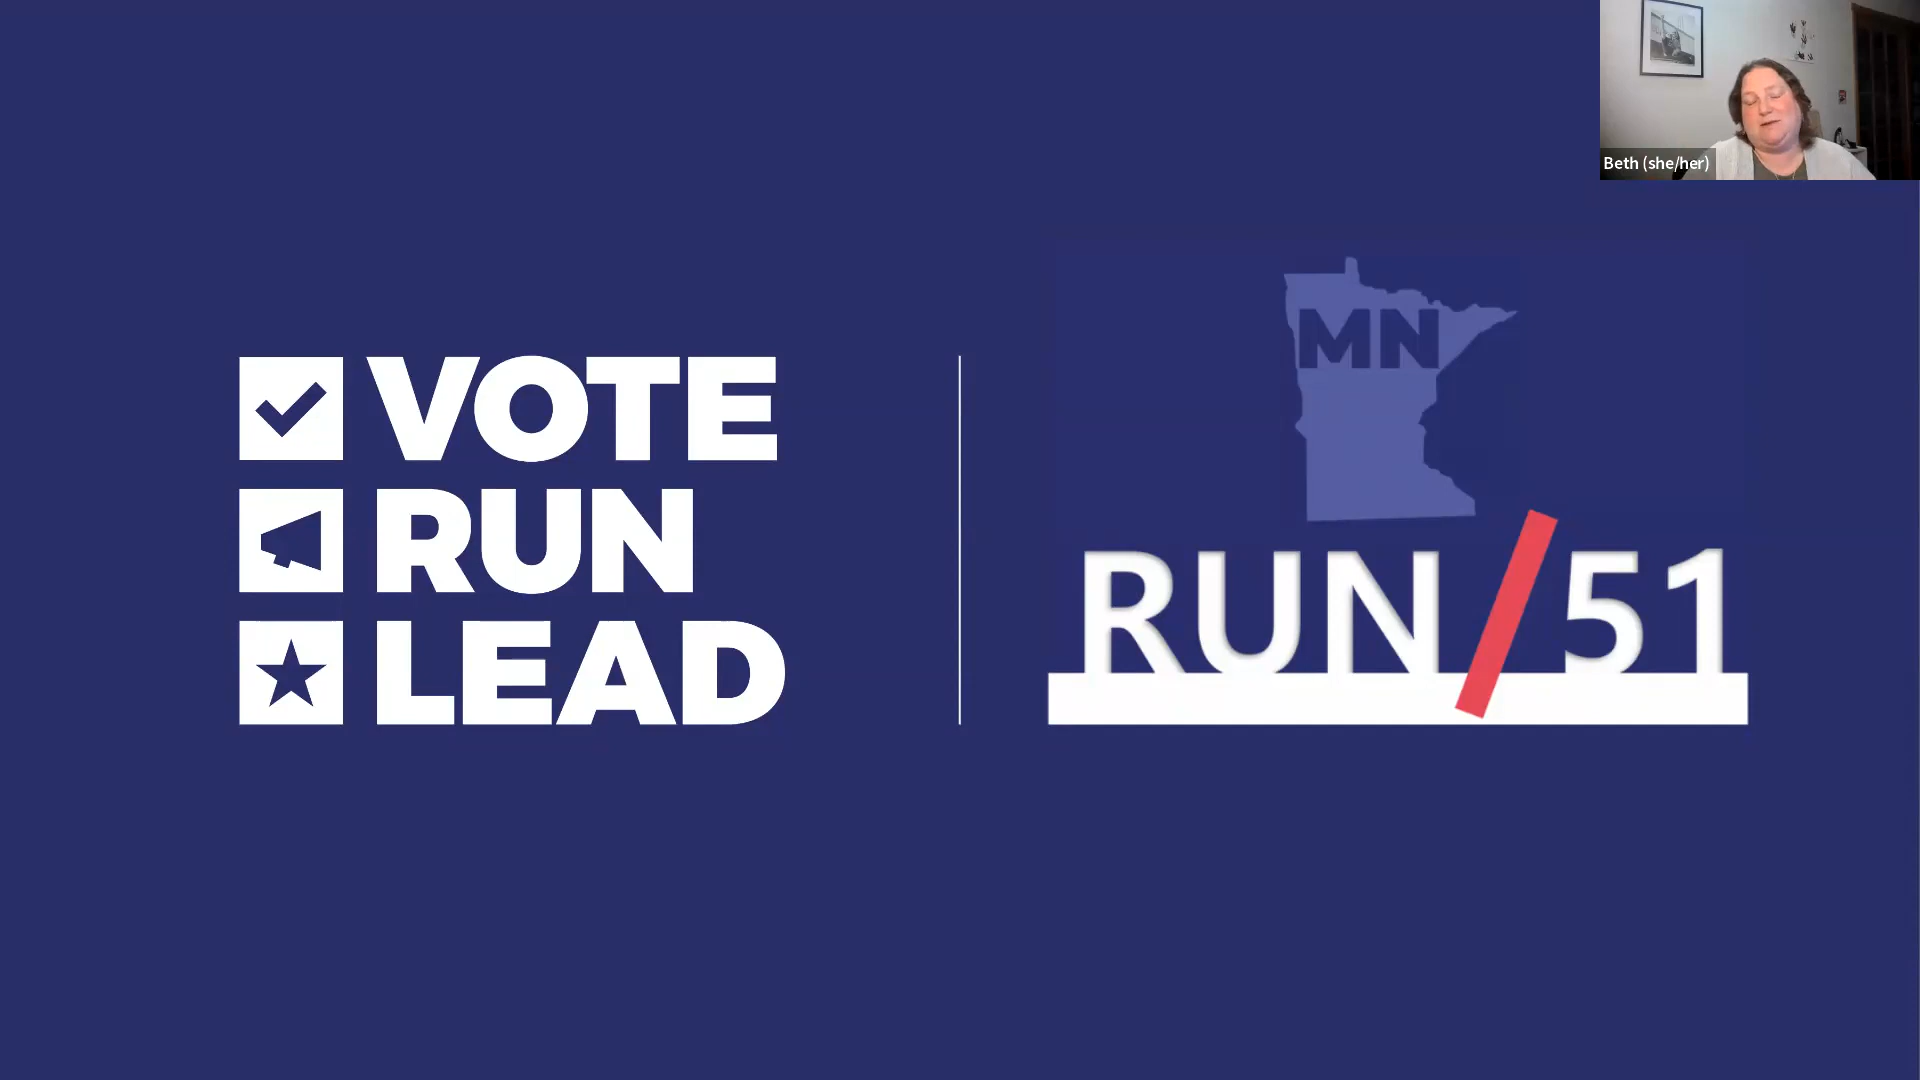 Beth (she/her)
VOTE
RUN
LEAD
MN
RUN/51